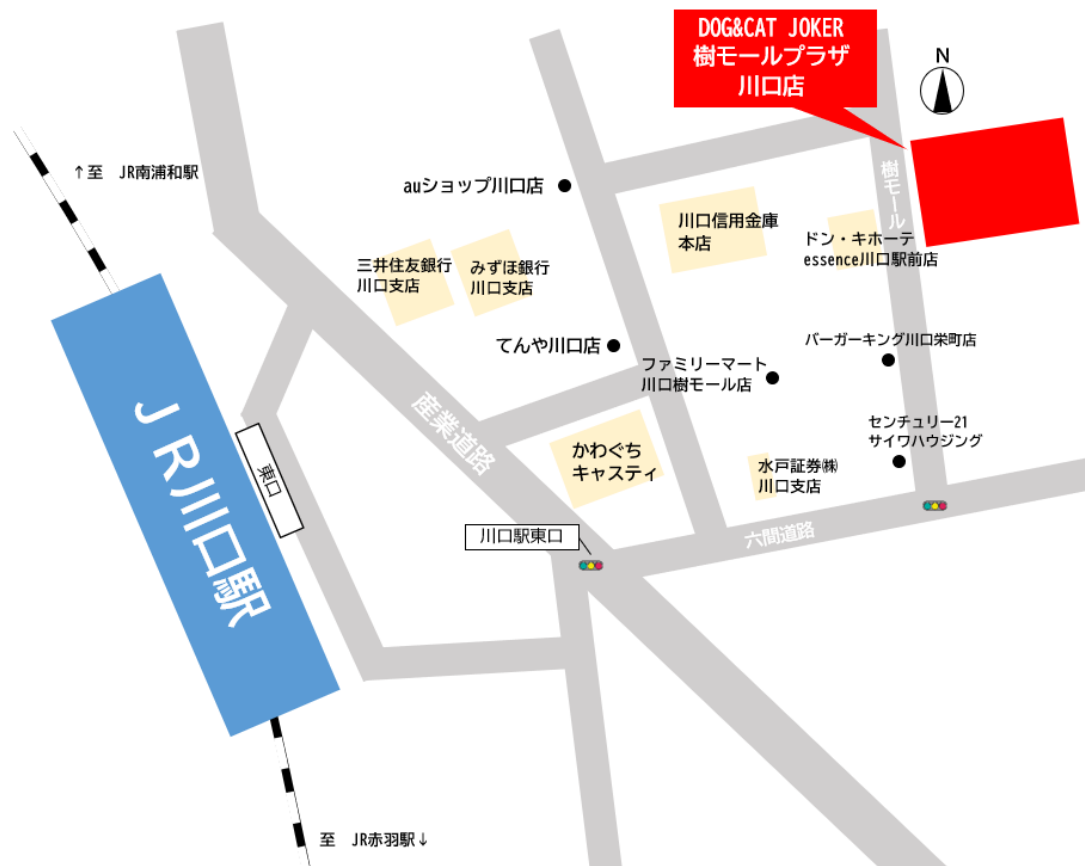 DOG&CAT JOKER
樹モールプラザ
川口店
N
↑至　JR南浦和駅
auショップ川口店
樹モール
川口信用金庫
本店
ドン・キホーテ
essence川口駅前店
三井住友銀行
川口支店
みずほ銀行
川口支店
てんや川口店
バーガーキング川口栄町店
ファミリーマート
川口樹モール店
産業道路
センチュリー21
サイワハウジング
かわぐち
キャスティ
水戸証券㈱
川口支店
JR川口駅
東口
川口駅東口
六間道路
至　JR赤羽駅↓